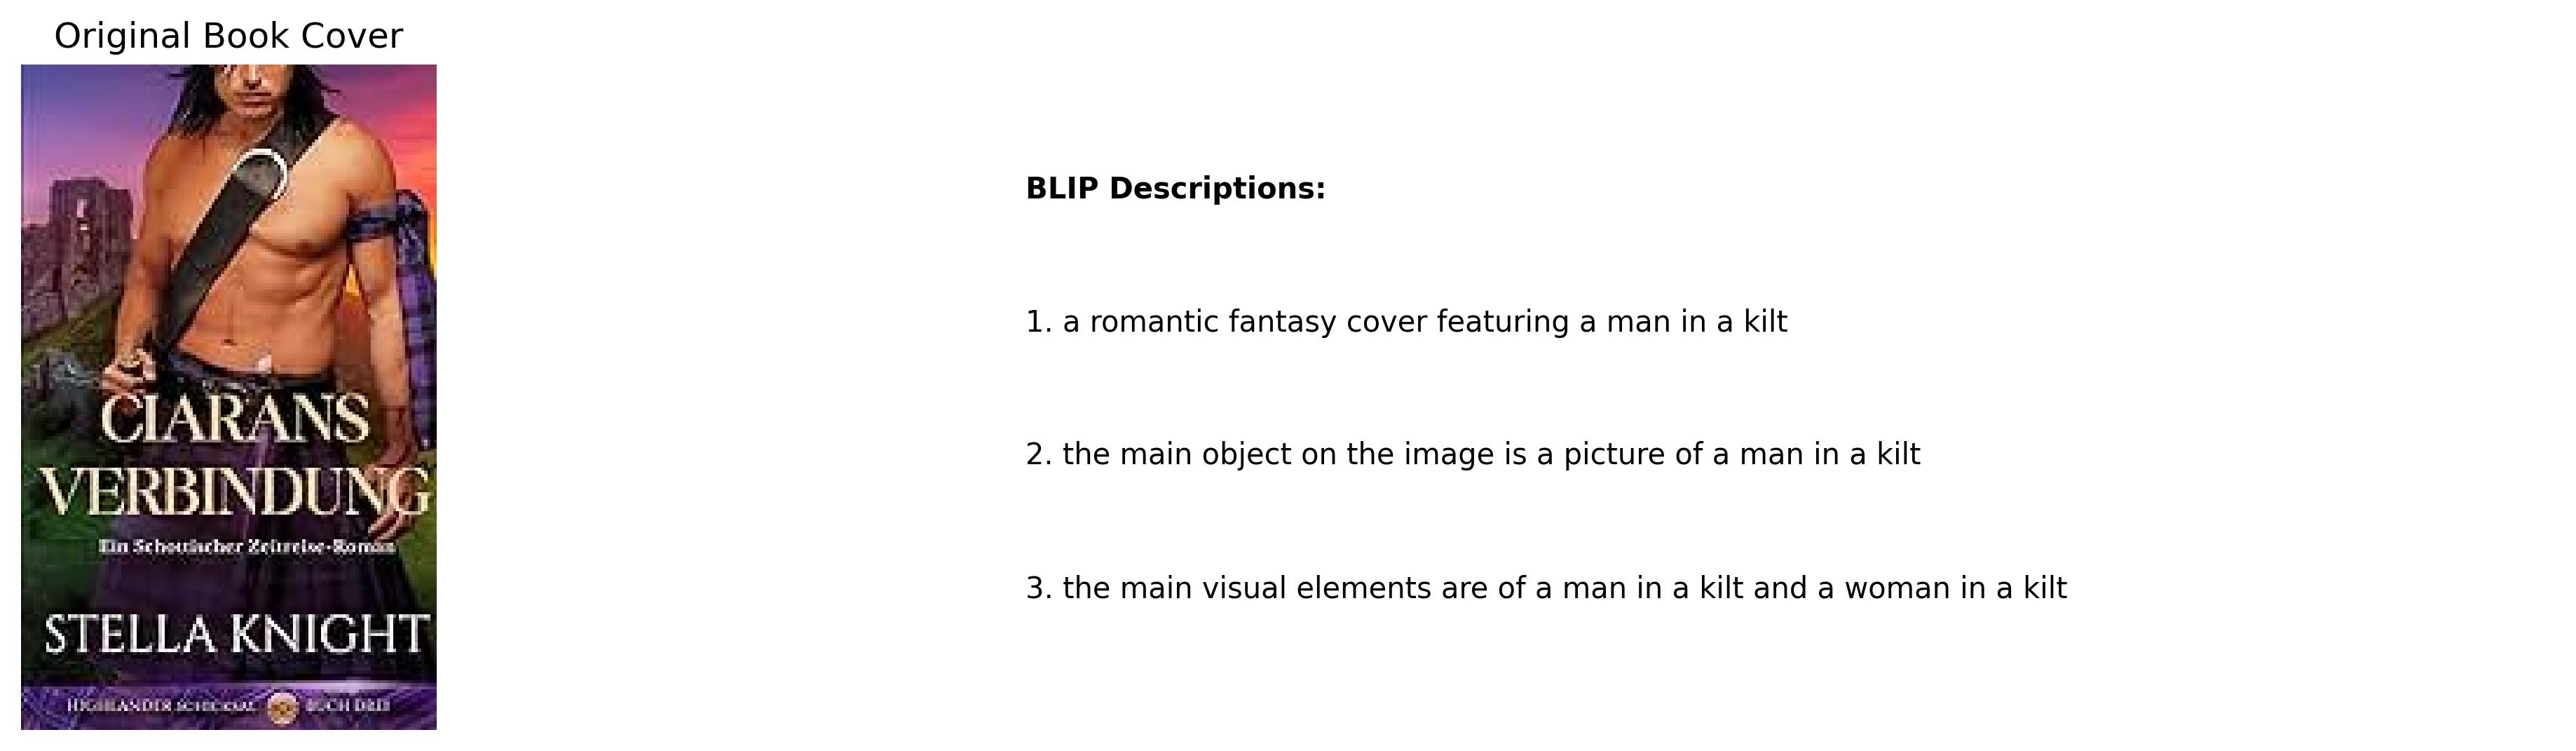 Original Book Cover
CIARANS
VERBINDUNG
Ein Schottischer Zeitreise-Roman
STELLA KNIGHT
HIGHLANDER SCHICKSAL BUCH DREI
BLIP Descriptions:
1. a romantic fantasy cover featuring a man in a kilt
2. the main object on the image is a picture of a man in a kilt
3. the main visual elements are of a man in a kilt and a woman in a kilt